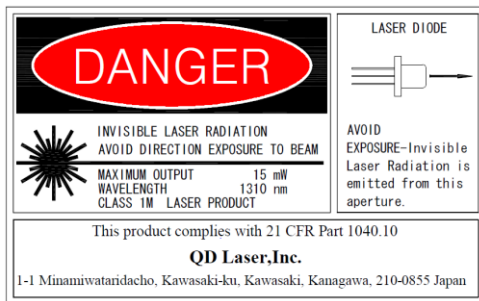 DANGER
INVISIBLE LASER RADIATION
AVOID DIRECTION EXPOSURE TO BEAM
MAXIMUM OUTPUT 15 mW
WAVELENGTH 1310 nm
CLASS 1M LASER PRODUCT
LASER DIODE
AVOID
EXPOSURE-Invisible
Laser Radiation is
emitted from this
aperture.
This product complies with 21 CFR Part 1040.10
QD Laser,Inc.
1-1 Minamiwataridacho, Kawasaki-ku, Kawasaki, Kanagawa, 210-0855 Japan